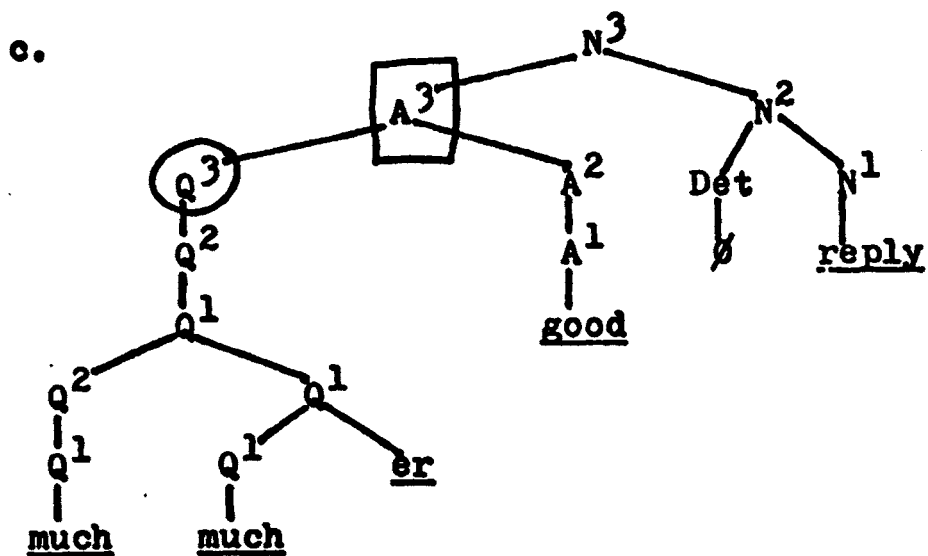 c.
N³
A³ N²
Q³ A² Det N¹
Q² A¹ ∅ reply
Q¹ good
Q² Q¹
Q¹ Q¹ er
much much